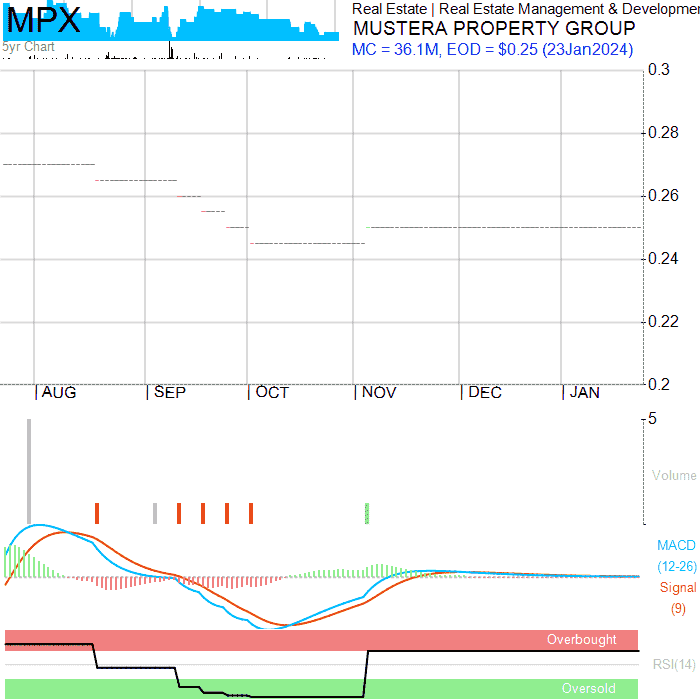 MPX
5yr Chart
Real Estate | Real Estate Management & Developmen
MUSTERA PROPERTY GROUP
MC = 36.1M, EOD = $0.25 (23Jan2024)
0.3
0.28
0.26
0.24
0.22
0.2
AUG SEP OCT NOV DEC JAN
5
Volume
MACD
(12-26)
Signal
(9)
Overbought
RSI(14)
Oversold